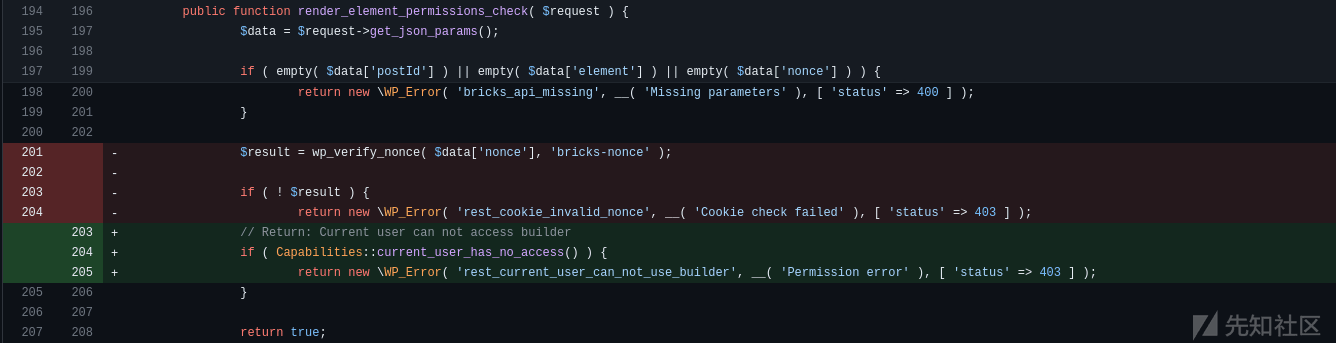 194 196 public function render_element_permissions_check( $request ) {
195 197 $data = $request->get_json_params();
196 198
197 199 if ( empty( $data['postId'] ) || empty( $data['element'] ) || empty( $data['nonce'] ) ) {
198 200 return new \WP_Error( 'bricks_api_missing', __( 'Missing parameters' ), [ 'status' => 400 ] );
199 201 }
200 202
201 - $result = wp_verify_nonce( $data['nonce'], 'bricks-nonce' );
202 -
203 - if ( ! $result ) {
204 - return new \WP_Error( 'rest_cookie_invalid_nonce', __( 'Cookie check failed' ), [ 'status' => 403 ] );
203 + // Return: Current user can not access builder
204 + if ( Capabilities::current_user_has_no_access() ) {
205 + return new \WP_Error( 'rest_current_user_can_not_use_builder', __( 'Permission error' ), [ 'status' => 403 ] );
205 206 }
206 207
207 208 return true;
先知社区